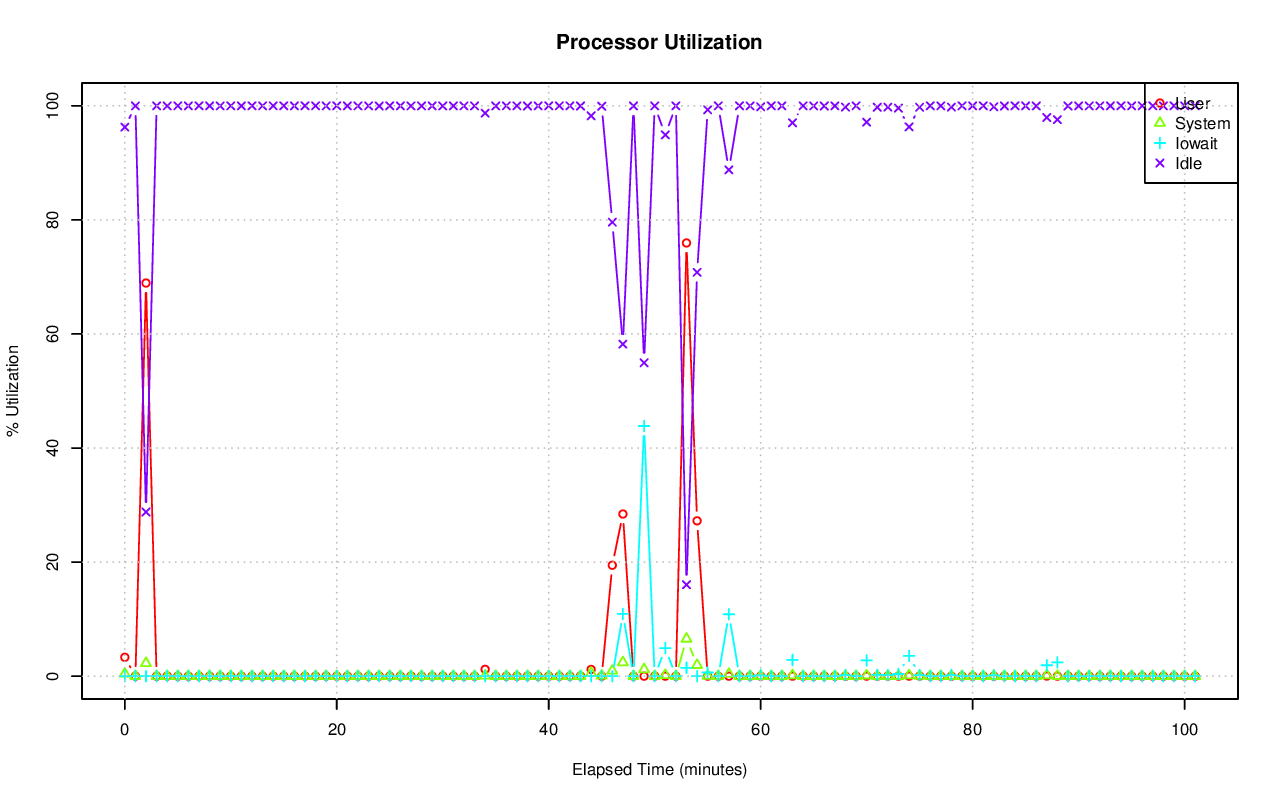 Processor Utilization
% Utilization
100
80
60
40
20
0
User
System
Iowait
Idle
0 20 40 60 80 100
Elapsed Time (minutes)